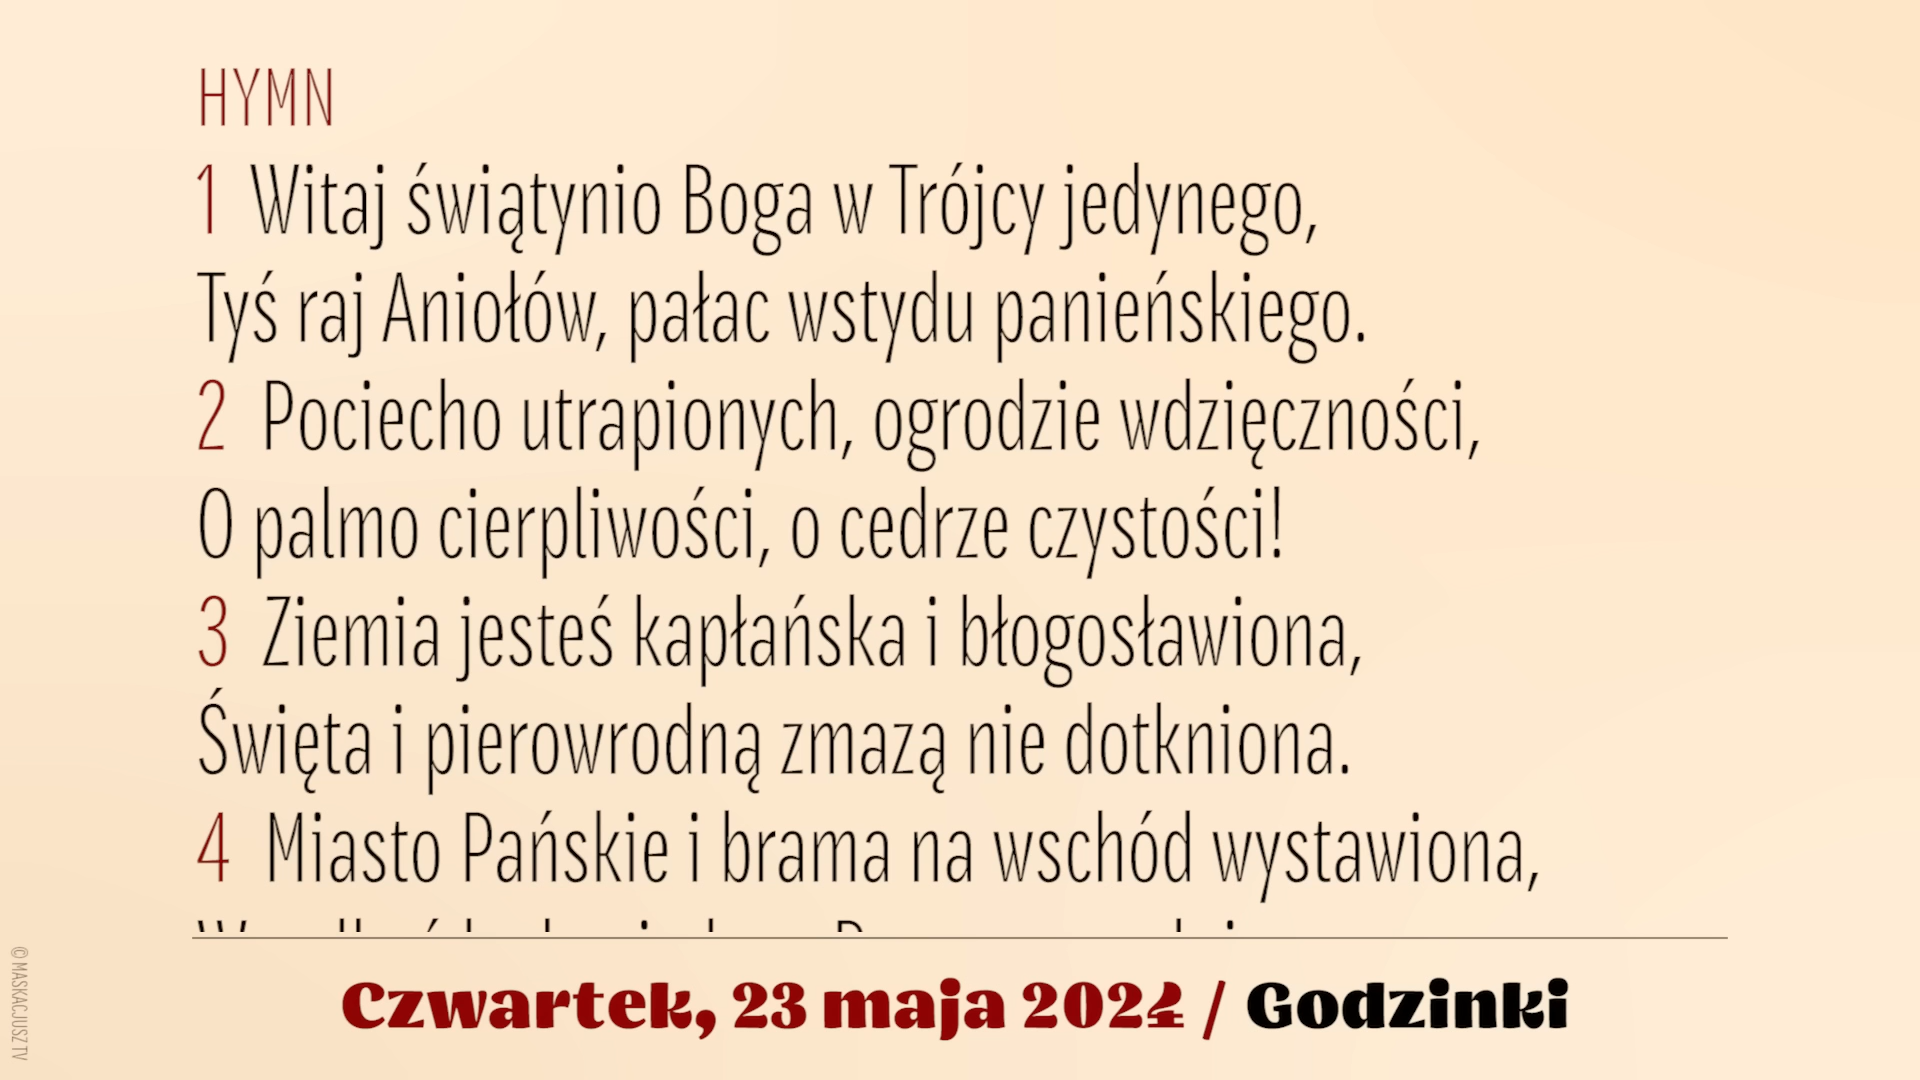 HYMN
1 Witaj świątynio Boga w Trójcy jedynego,
Tyś raj Aniołów, pałac wstydu panieńskiego.
2 Pociecho utrapionych, ogrodzie wdzięczności,
O palmo cierpliwości, o cedrze czystości!
3 Ziemia jesteś kapłańska i błogosławiona,
Święta i pierowrodną zmazą nie dotkniona.
4 Miasto Pańskie i brama na wschód wystawiona,
Czwartek, 23 maja 2024 / Godzinki
© MASKACJUSZ TV